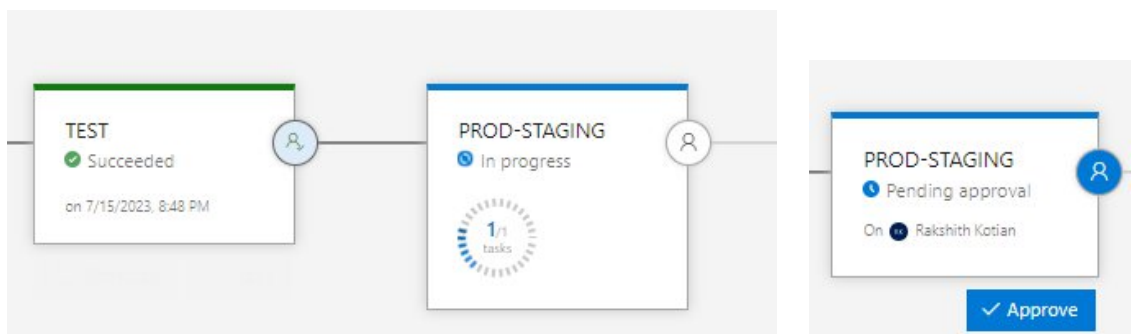 TEST
Succeeded
on 7/15/2023, 8:48 PM
PROD-STAGING
In progress
1/1
tasks
PROD-STAGING
Pending approval
On RK Rakshith Kotian
Approve